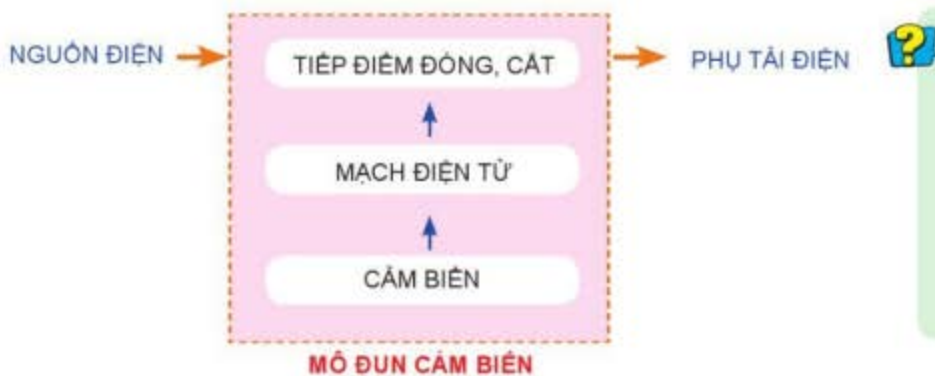 NGUỒN ĐIỆN
TIẾP ĐIỂM ĐÓNG, CẮT
PHỤ TẢI ĐIỆN
?
MẠCH ĐIỆN TỬ
CẢM BIẾN
MÔ ĐUN CẢM BIẾN